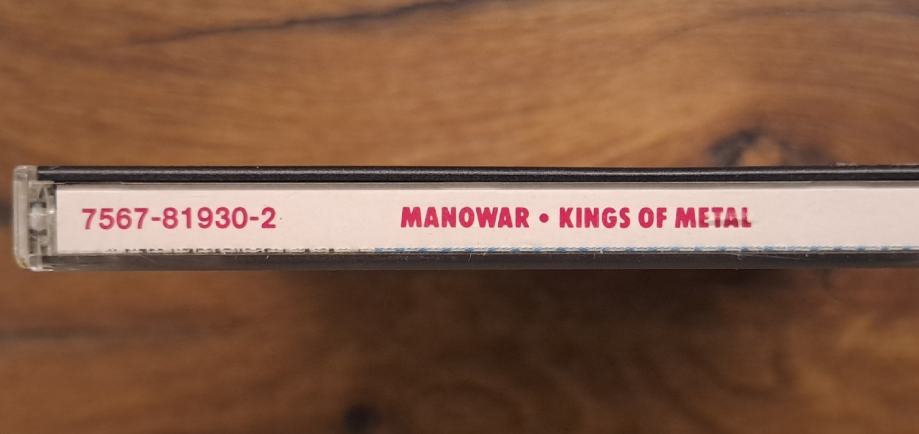 7567-81930-2 MANOWAR • KINGS OF METAL